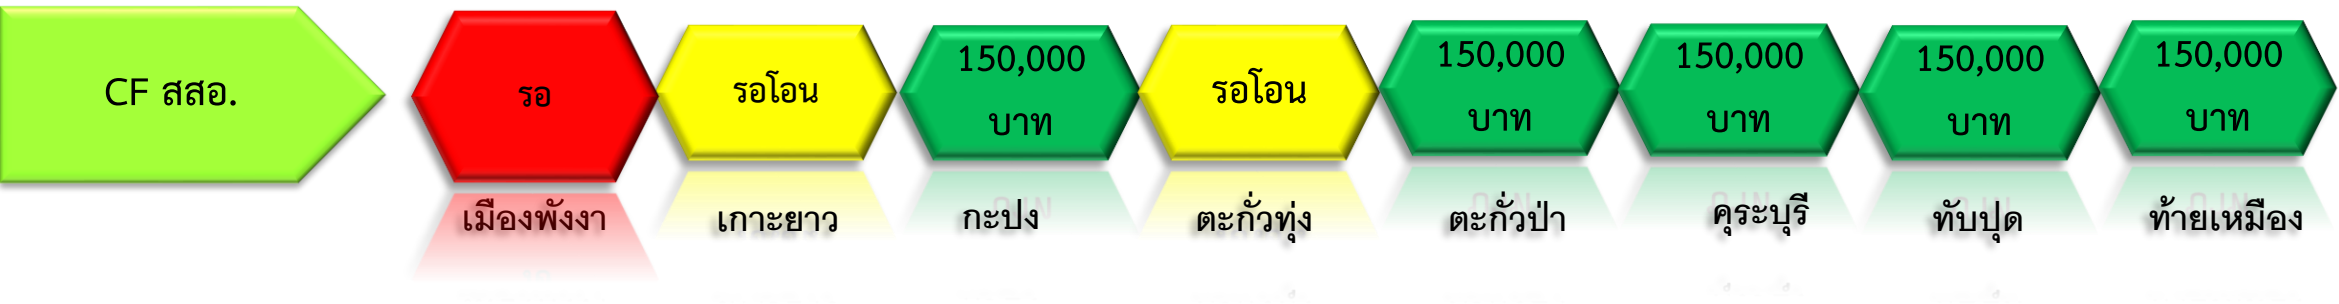 CF สสอ.
รอ
รอโอน
150,000
บาท
รอโอน
150,000
บาท
150,000
บาท
150,000
บาท
150,000
บาท
เมืองพังงา
เกาะยาว
กะปง
ตะกั่วทุ่ง
ตะกั่วป่า
คุระบุรี
ทับปุด
ท้ายเหมือง